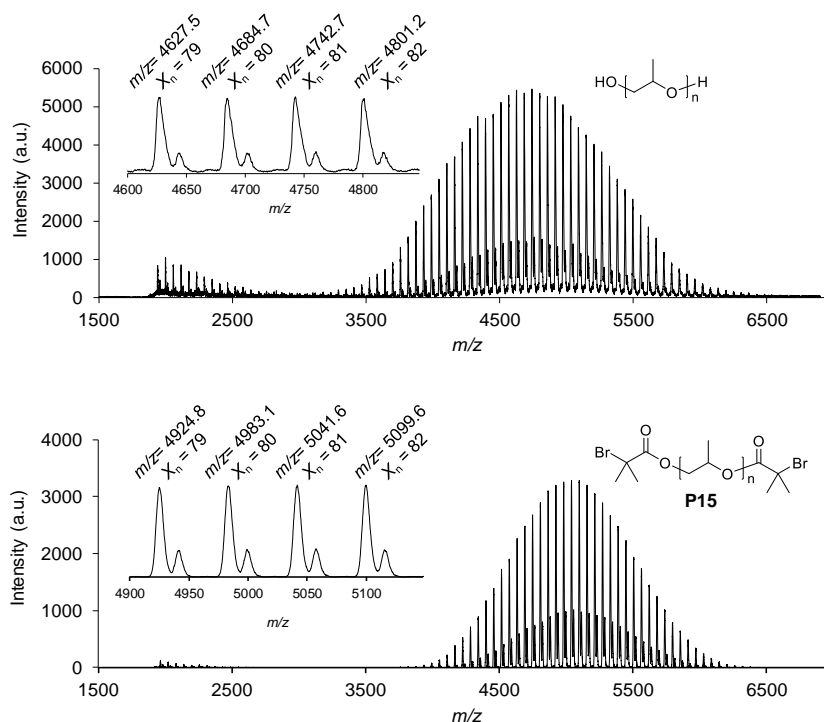 m/z= 4627.5
Xn = 79
m/z= 4684.7
Xn = 80
m/z= 4742.7
Xn = 81
m/z= 4801.2
Xn = 82
6000
5000
4000
3000
2000
1000
0
Intensity (a.u.)
4600 4650 4700 4750 4800
m/z
HO O H
n
1500 2500 3500 4500 5500 6500
m/z
m/z= 4924.8
Xn = 79
m/z= 4983.1
Xn = 80
m/z= 5041.6
Xn = 81
m/z= 5099.6
Xn = 82
4000
3000
2000
1000
0
Intensity (a.u.)
4900 4950 5000 5050 5100
m/z
O O
Br Br
O O
n
P15
1500 2500 3500 4500 5500 6500
m/z